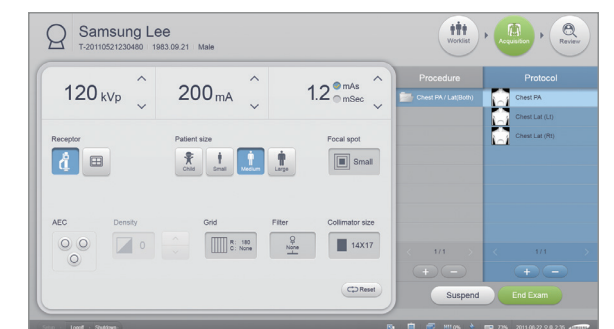 Samsung Lee
T-20110521230480 1983.09.21 Male
Worklist
Acquisition
Review
120 kVp
200 mA
1.2 mAs
mSec
Receptor
Patient size
Focal spot
Child
Small
Medium
Large
Small
AEC
Density
Grid
Filter
Collimator size
0
R: 180
C: None
None
14X17
Reset
Procedure
Protocol
Chest PA / Lat(Both)
Chest PA
Chest Lat (Lt)
Chest Lat (Rt)
1/1
1/1
Suspend
End Exam
Logoff
Shutdown